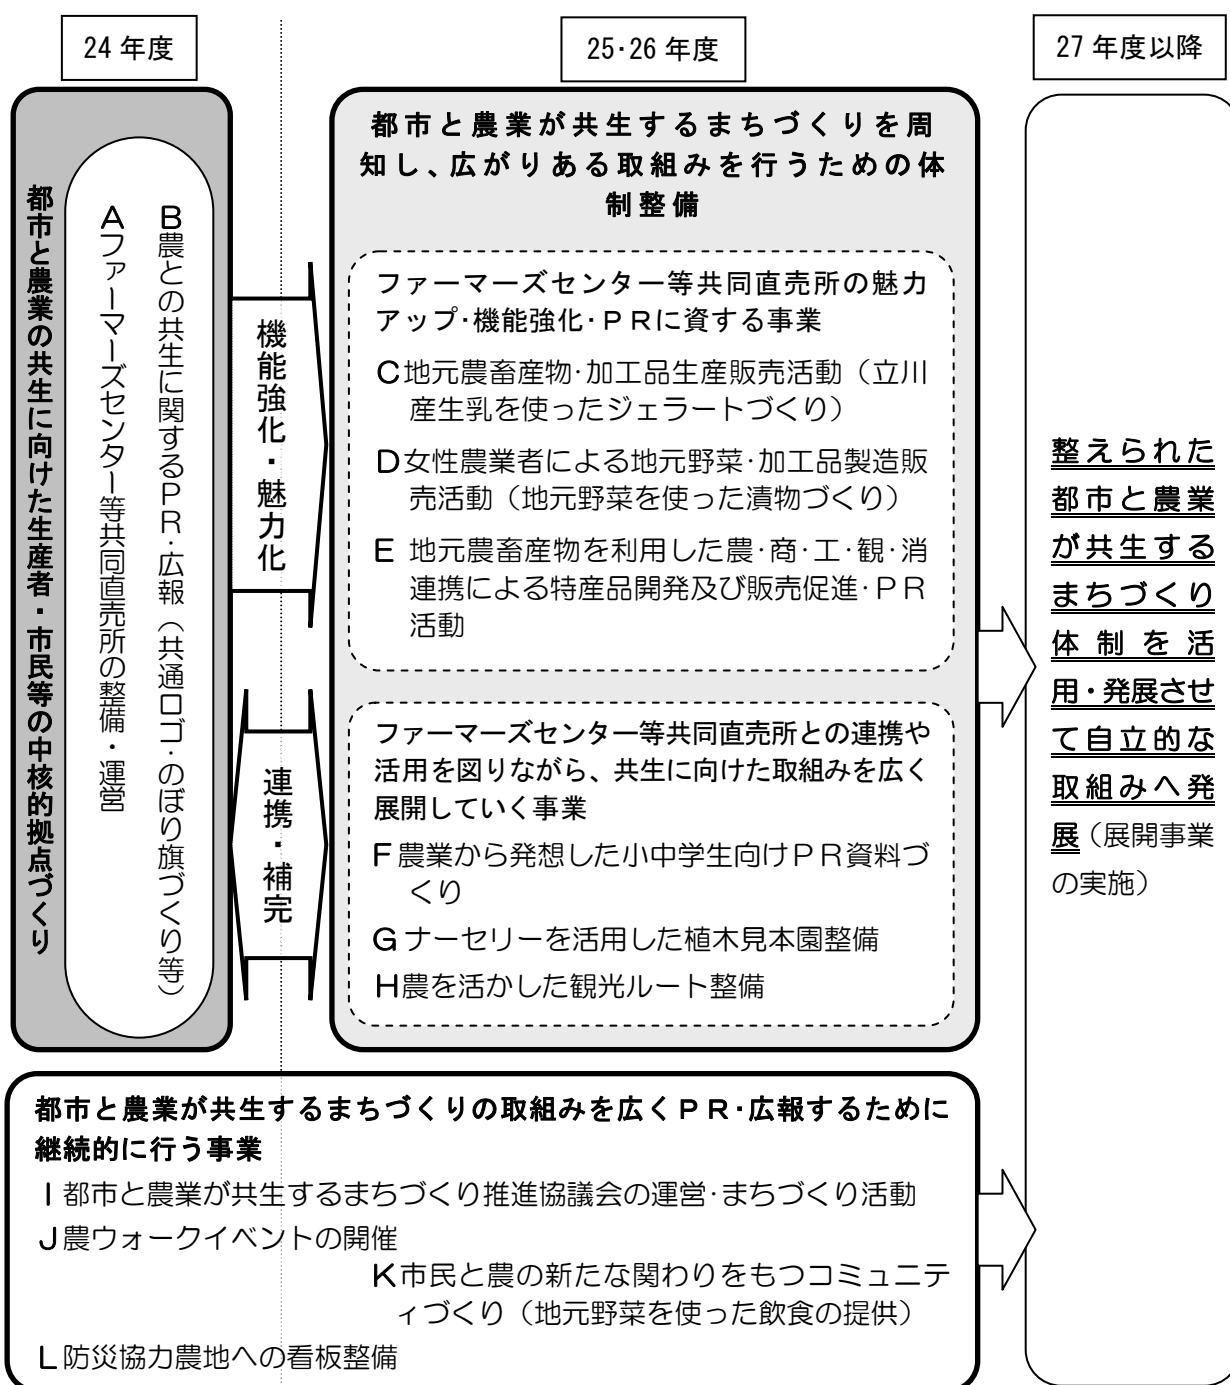 24 年度
25・26 年度
27 年度以降
都市と農業の共生に向けた生産者・市民等の中核的拠点づくり
B農との共生に関するPR・広報（共通ロゴ・のぼり旗づくり等）
Aファーマーズセンター等共同直売所の整備・運営
機能強化・魅力化
連携・補完
都市と農業が共生するまちづくりを周
知し、広がりある取組みを行うための体
制整備
ファーマーズセンター等共同直売所の魅力
アップ・機能強化・ＰＲに資する事業
C地元農畜産物・加工品生産販売活動（立川
産生乳を使ったジェラートづくり）
D女性農業者による地元野菜・加工品製造販
売活動（地元野菜を使った漬物づくり）
E 地元農畜産物を利用した農・商・工・観・消
連携による特産品開発及び販売促進・ＰＲ
活動
ファーマーズセンター等共同直売所との連携や
活用を図りながら、共生に向けた取組みを広く
展開していく事業
F農業から発想した小中学生向けＰＲ資料づ
くり
Gナーセリーを活用した植木見本園整備
H農を活かした観光ルート整備
整えられた
都市と農業
が共生する
まちづくり
体制を活
用・発展させ
て自立的な
取組みへ発
展（展開事業
の実施）
都市と農業が共生するまちづくりの取組みを広くＰＲ・広報するために
継続的に行う事業
I都市と農業が共生するまちづくり推進協議会の運営・まちづくり活動
J農ウォークイベントの開催
K市民と農の新たな関わりをもつコミュニテ
ィづくり（地元野菜を使った飲食の提供）
L防災協力農地への看板整備